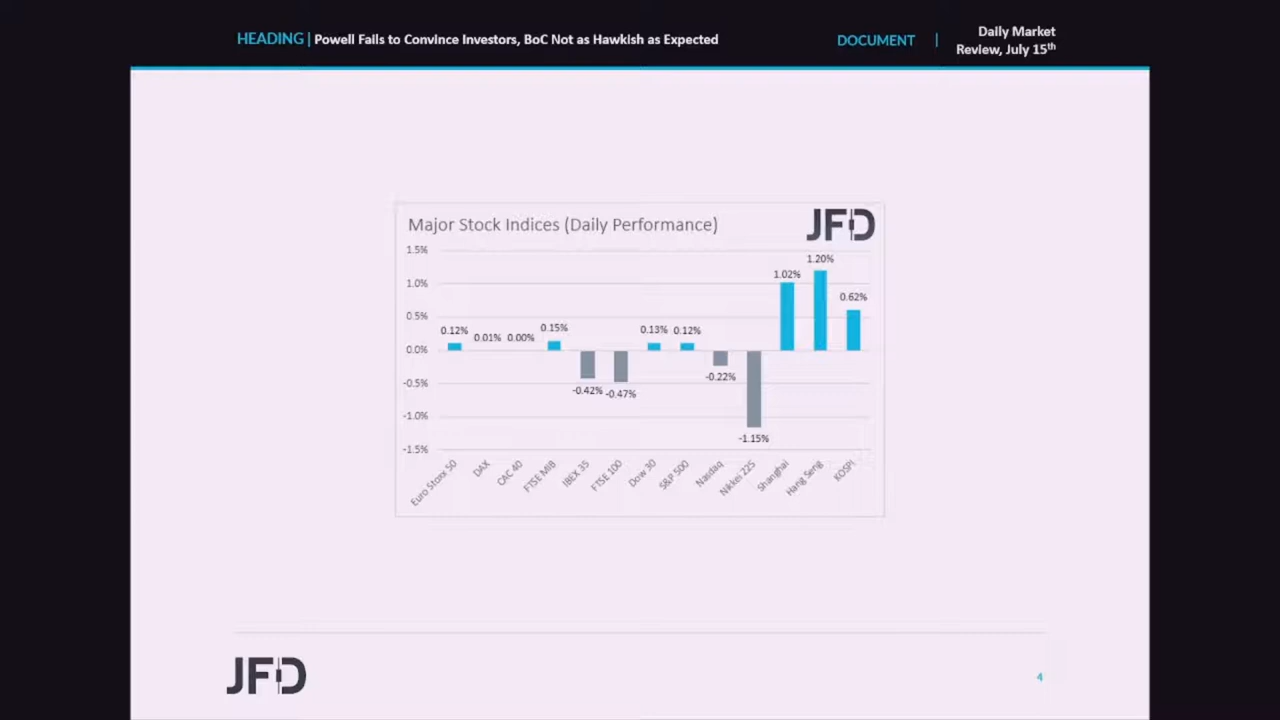 HEADING | Powell Fails to Convince Investors, BoC Not as Hawkish as Expected
DOCUMENT | Daily Market
Review, July 15th
Major Stock Indices (Daily Performance)
JFD
1.5%
1.0%
0.5%
0.0%
-0.5%
-1.0%
-1.5%
0.12%
0.01%
0.00%
0.15%
-0.42%
-0.47%
0.13%
0.12%
-0.22%
-1.15%
1.02%
1.20%
0.62%
Euro Stoxx 50
DAX
CAC 40
FTSE MIB
IBEX 35
FTSE 100
Dow 30
S&P 500
Nasdaq
Nikkei 225
Shanghai
Hang Seng
KOSPI
JFD
4